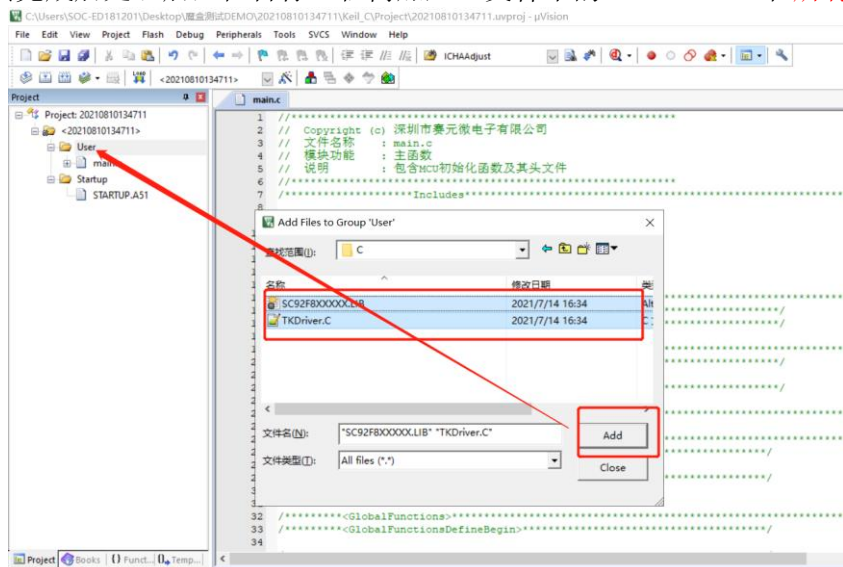 C:\Users\SOC-ED181201\Desktop\魔盒测试DEMO\20210810134711\Keil_C\Project\20210810134711.uvproj - µVision
File Edit View Project Flash Debug Peripherals Tools SVCS Window Help
ICHAAdjust
<20210810134711>
Project
main.c
Project: 20210810134711
<20210810134711>
User
Startup
STARTUP.A51
1 //******************************************************
2 // Copyright (c) 深圳市赛元微电子有限公司
3 // 文件名称 : main.c
4 // 模块功能 : 主函数
5 // 说明 : 包含MCU初始化函数及其头文件
6 //******************************************************
7 /********************Includes********************
8
Add Files to Group 'User'
查找范围(I): C
名称 修改日期
SC92F8XXXXX.LIB 2021/7/14 16:34
TKDriver.C 2021/7/14 16:34
文件名(N): "SC92F8XXXXX.LIB" "TKDriver.C" Add
文件类型(T): All files (*.*) Close
32 /*********<GlobalFunctions>********************
33 /*********<GlobalFunctionsDefineBegin>********************/
34
Project Books {} Funct... 0 Temp...